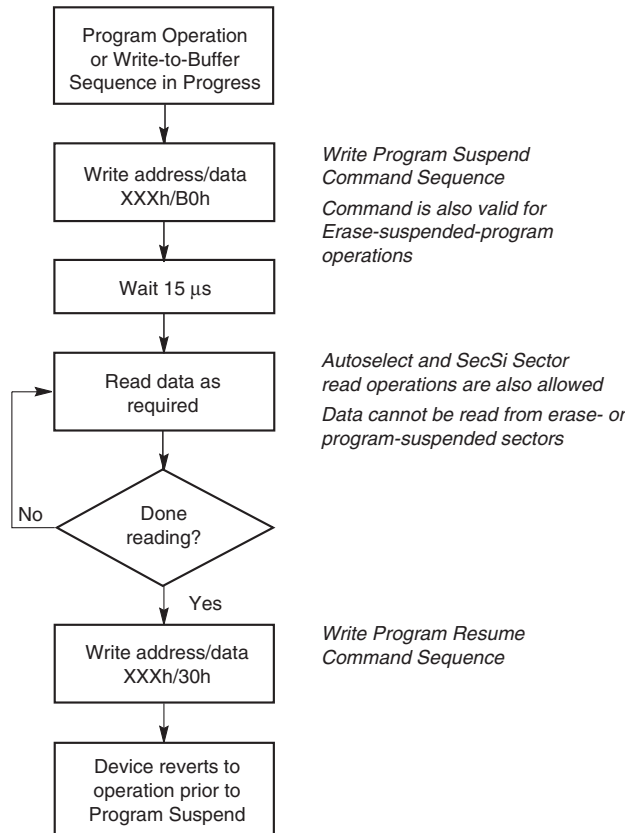 Program Operation
or Write-to-Buffer
Sequence in Progress
Write address/data
XXXh/B0h
Write Program Suspend
Command Sequence
Command is also valid for
Erase-suspended-program
operations
Wait 15 μs
Read data as
required
Autoselect and SecSi Sector
read operations are also allowed
Data cannot be read from erase- or
program-suspended sectors
No
Done
reading?
Yes
Write address/data
XXXh/30h
Write Program Resume
Command Sequence
Device reverts to
operation prior to
Program Suspend